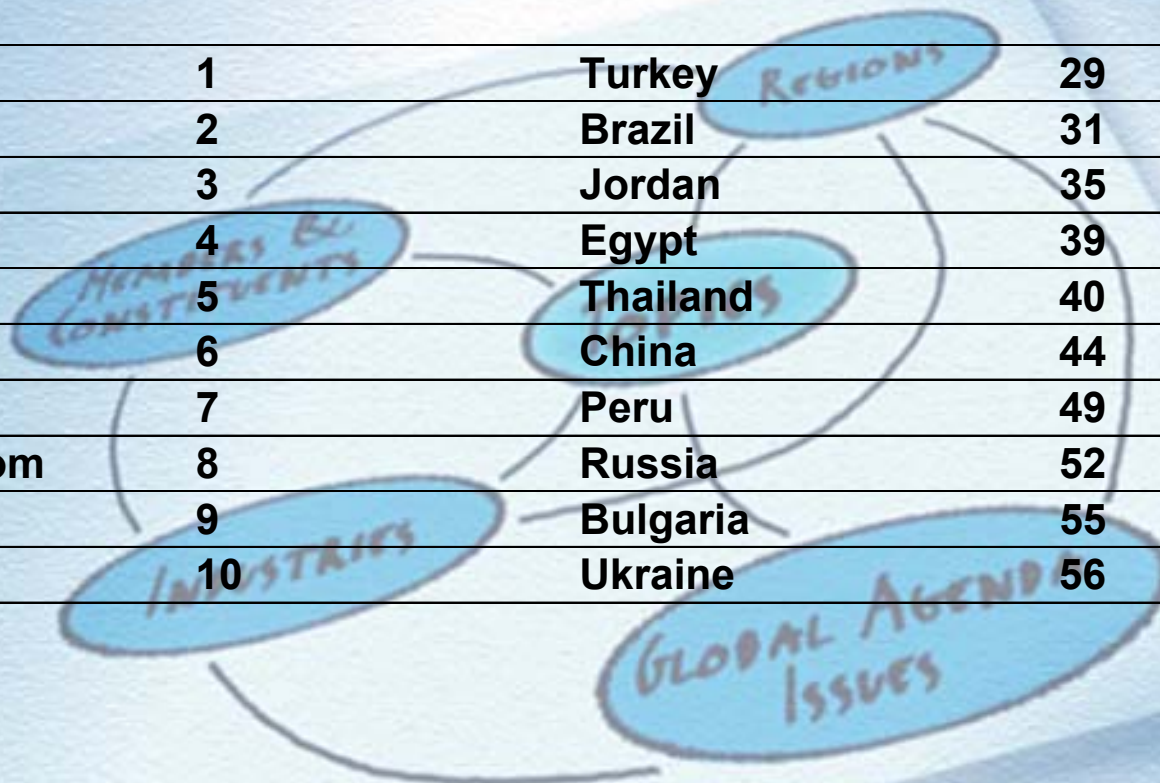 1 Turkey 29
REGIONS
2 Brazil 31
3 Jordan 35
4 Egypt 39
MEMBERS &
CONSTITUENTS
5 Thailand 40
6 China 44
7 Peru 49
om 8 Russia 52
9 Bulgaria 55
INDUSTRIES
10 Ukraine 56
GLOBAL AGENDA
ISSUES